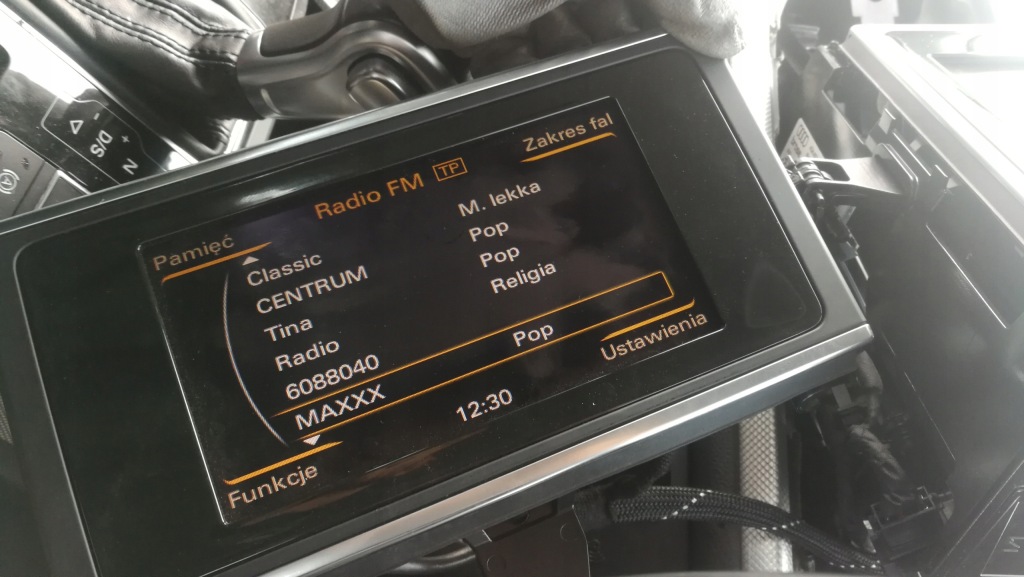 Radio FM TP
Zakres fal
Pamięć
Classic M. lekka
CENTRUM Pop
Tina Pop
Radio Religia
6088040
MAXXX Pop
Ustawienia
12:30
Funkcje
N
D/S
+
-